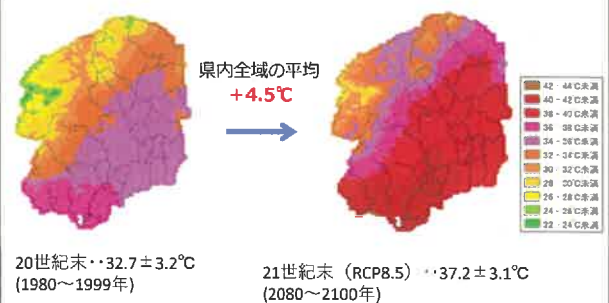 県内全域の平均
+4.5℃
42 - 44℃未満
40 - 42℃未満
38 - 40℃未満
36 - 38℃未満
34 - 36℃未満
32 - 34℃未満
30 - 32℃未満
28 - 30℃未満
26 - 28℃未満
24 - 26℃未満
22 - 24℃未満
20世紀末‥32.7±3.2℃
(1980～1999年)
21世紀末（RCP8.5）‥37.2±3.1℃
(2080～2100年)